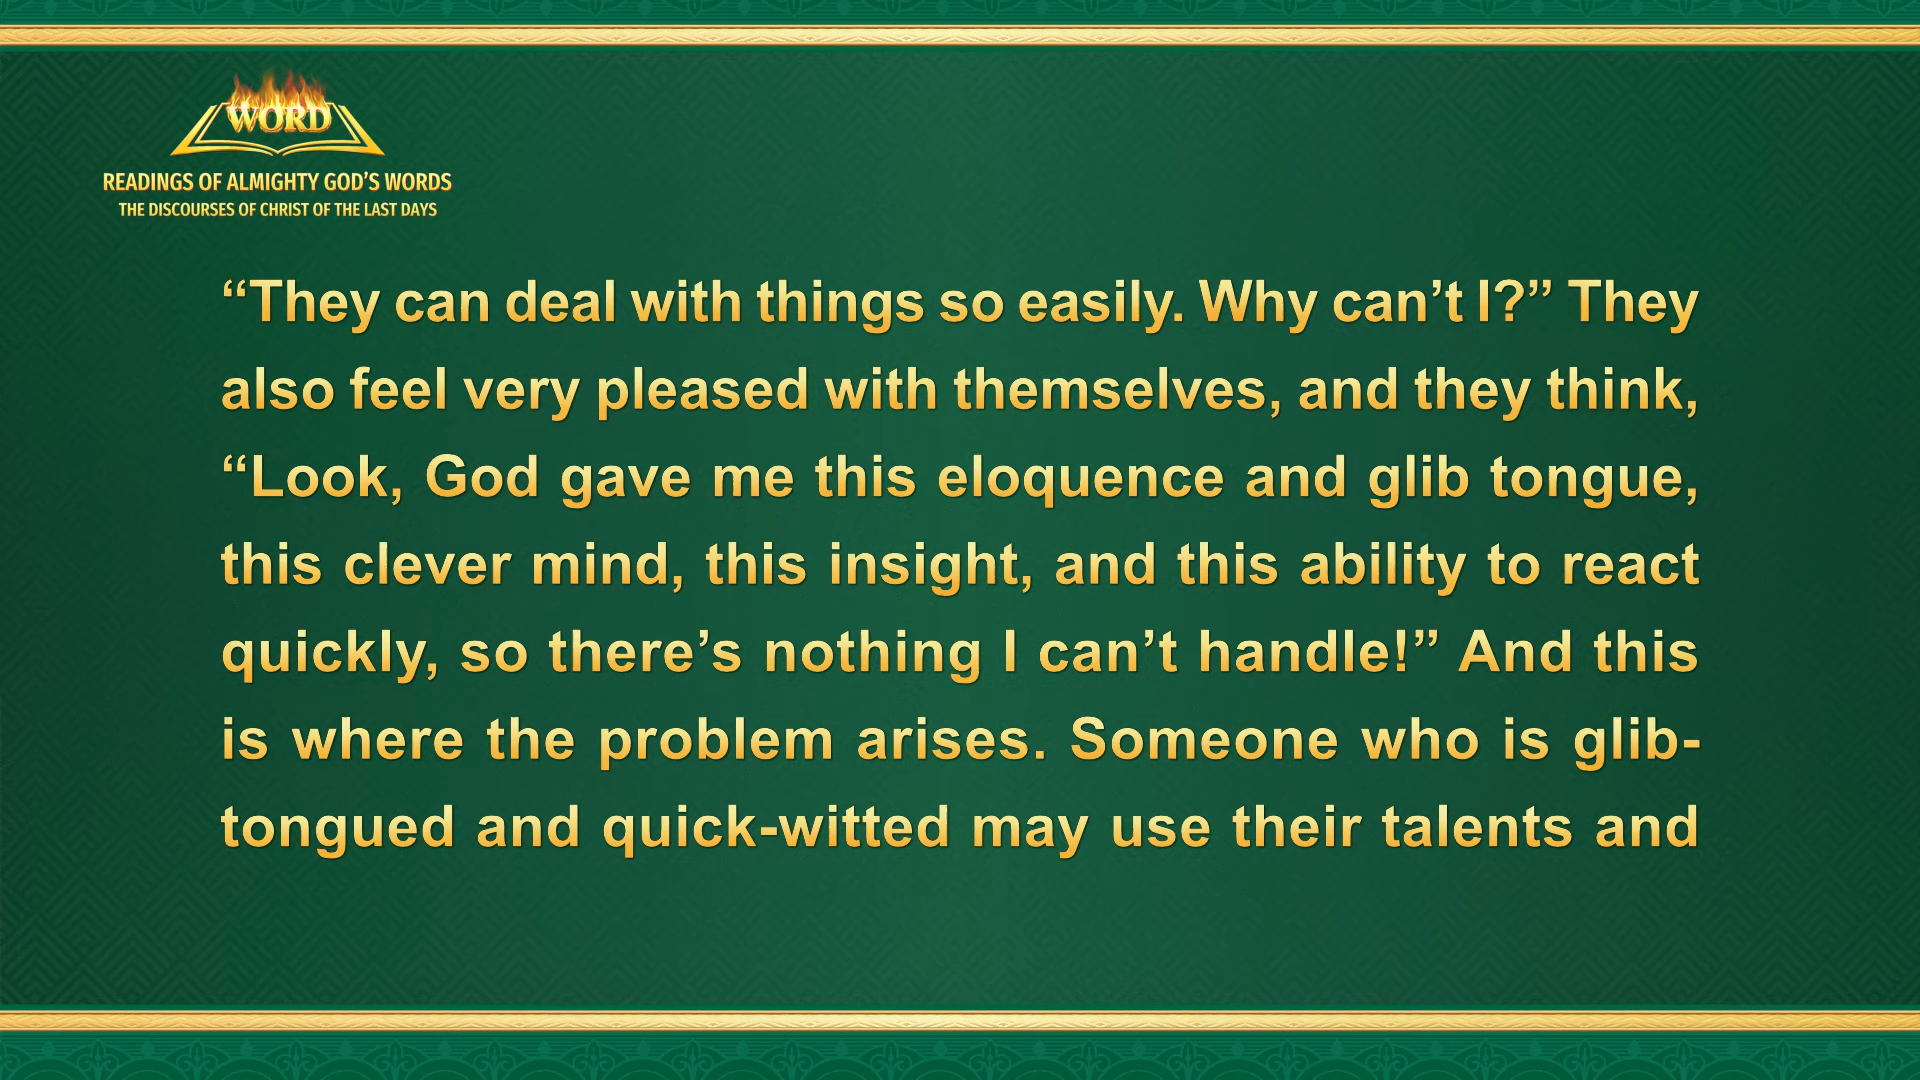 WORD
READINGS OF ALMIGHTY GOD’S WORDS
THE DISCOURSES OF CHRIST OF THE LAST DAYS
“They can deal with things so easily. Why can’t I?” They
also feel very pleased with themselves, and they think,
“Look, God gave me this eloquence and glib tongue,
this clever mind, this insight, and this ability to react
quickly, so there’s nothing I can’t handle!” And this
is where the problem arises. Someone who is glib-
tongued and quick-witted may use their talents and